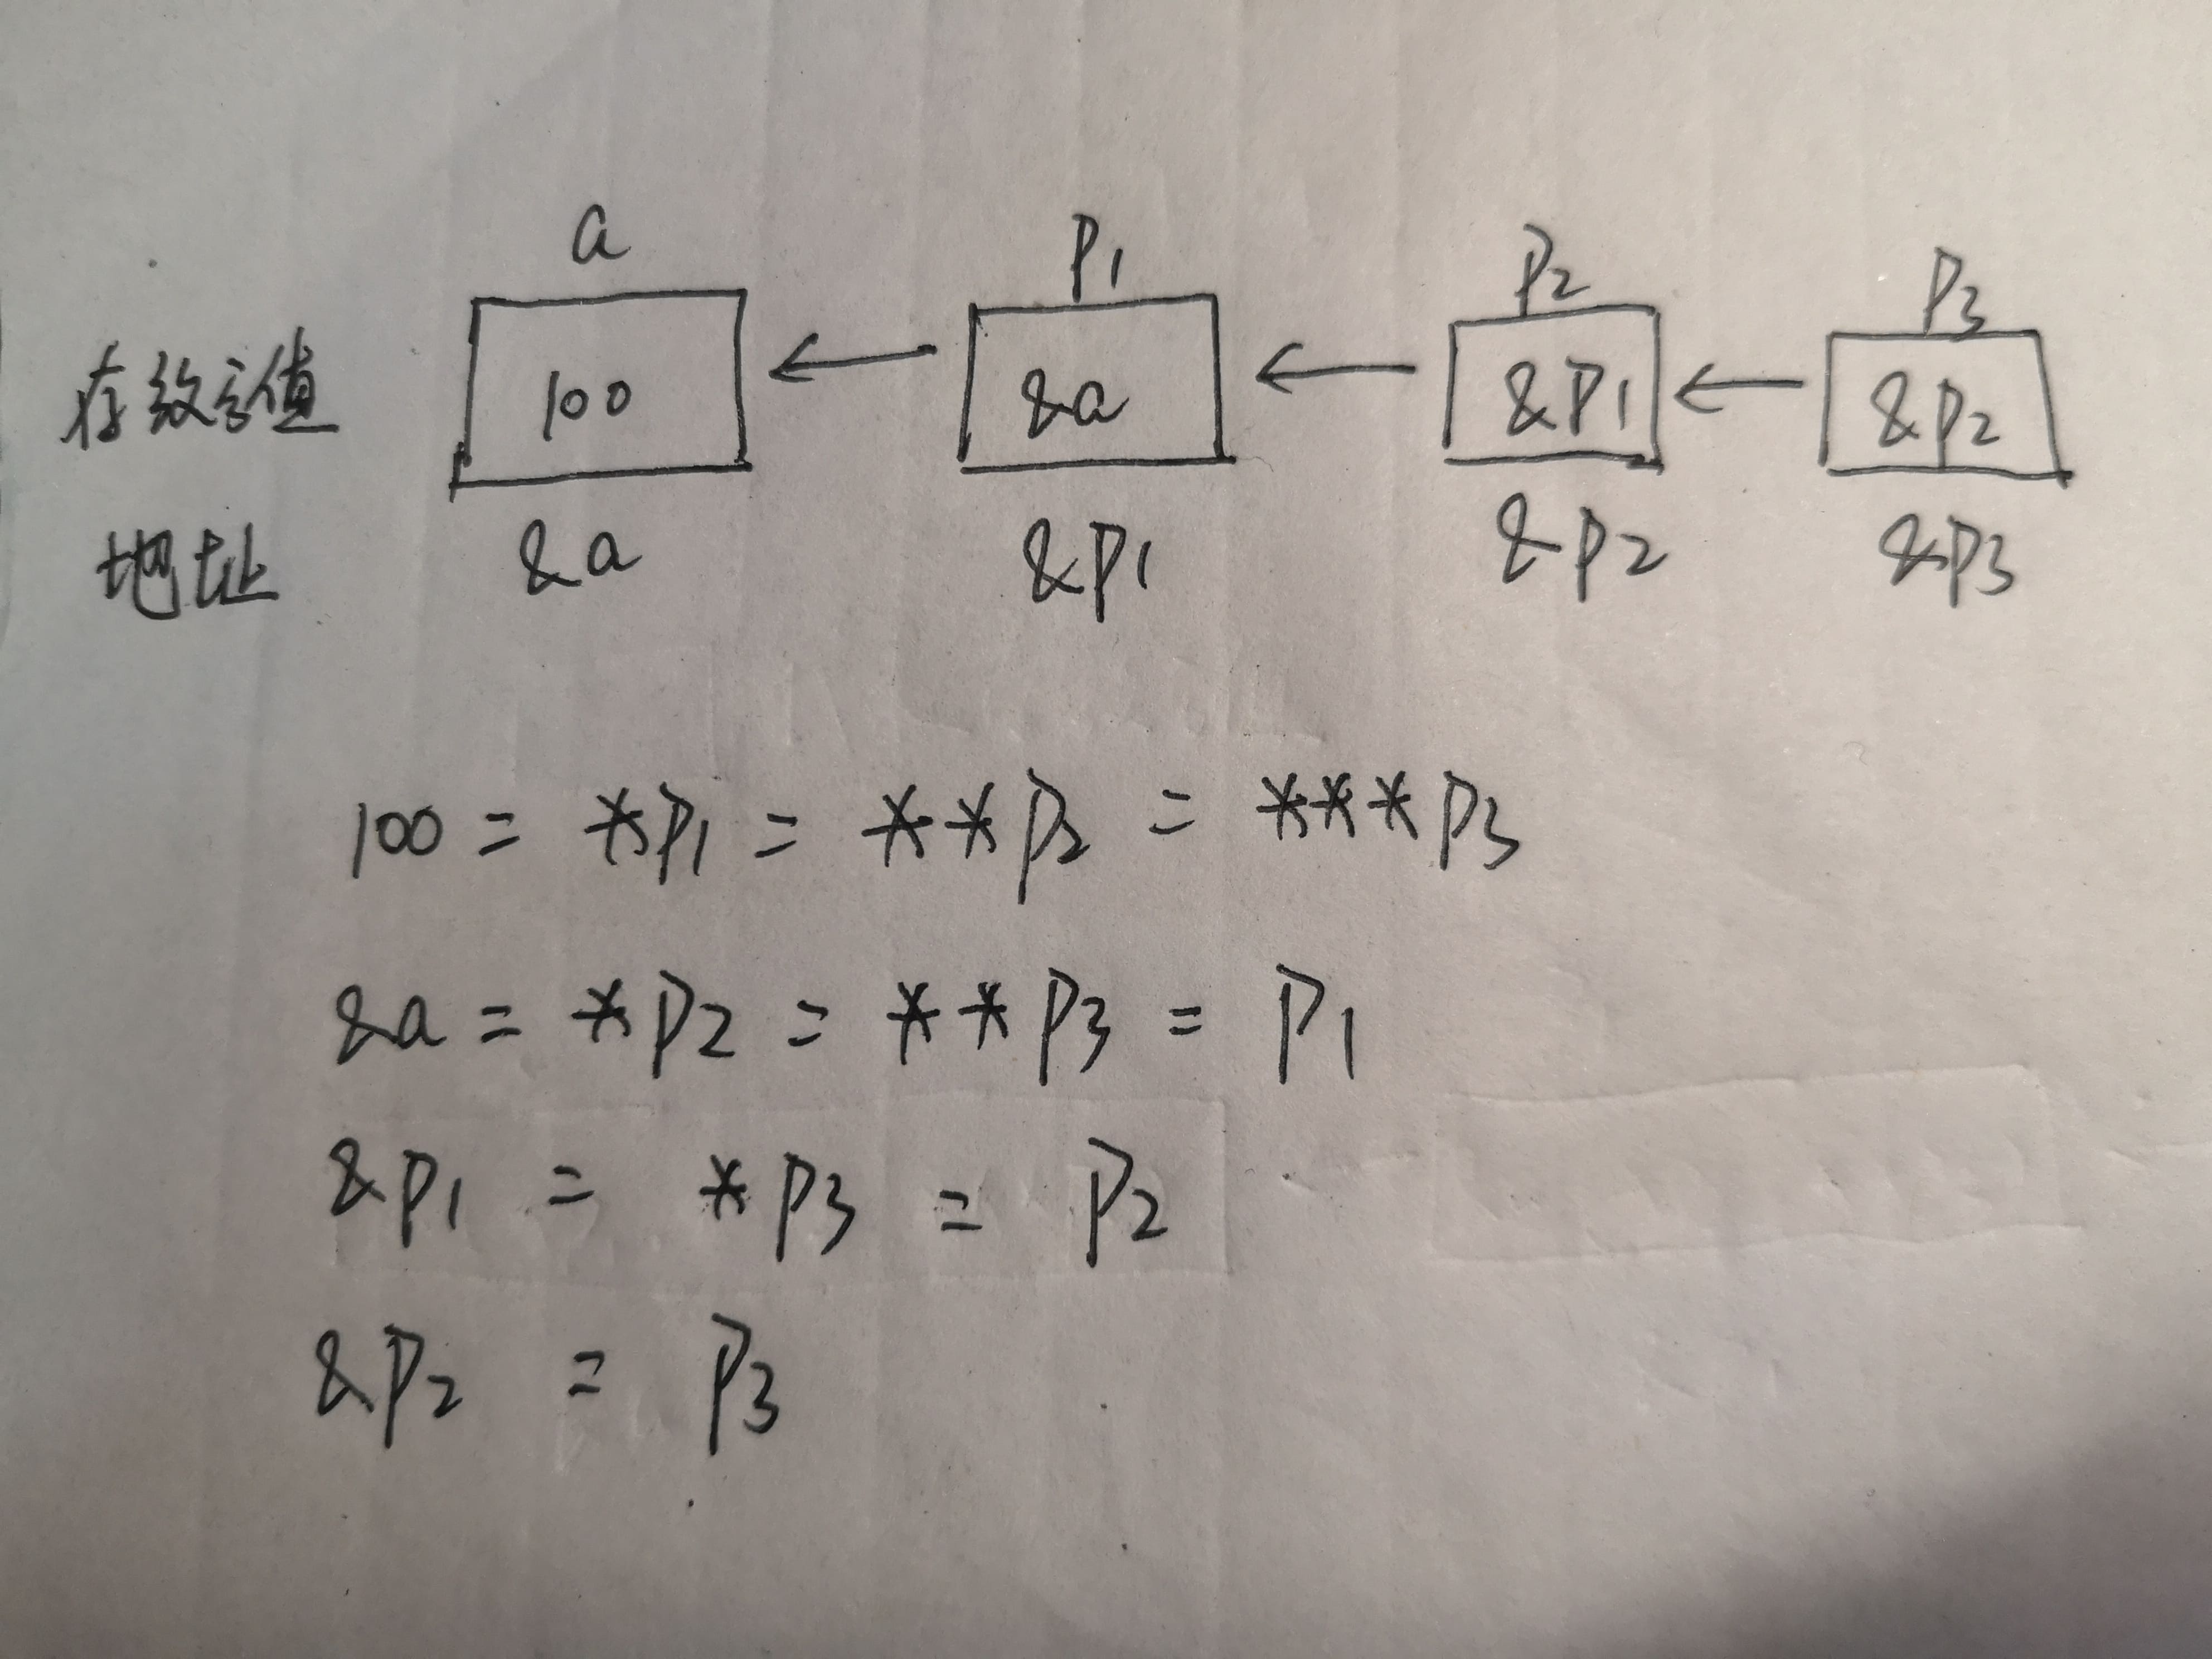 a P1 P2 P3
存放的值 100 &a &P1 &P2
地址 &a &P1 &P2 &P3
100 = *P1 = **P2 = ***P3
&a = *P2 = **P3 = P1
&P1 = *P3 = P2
&P2 = P3